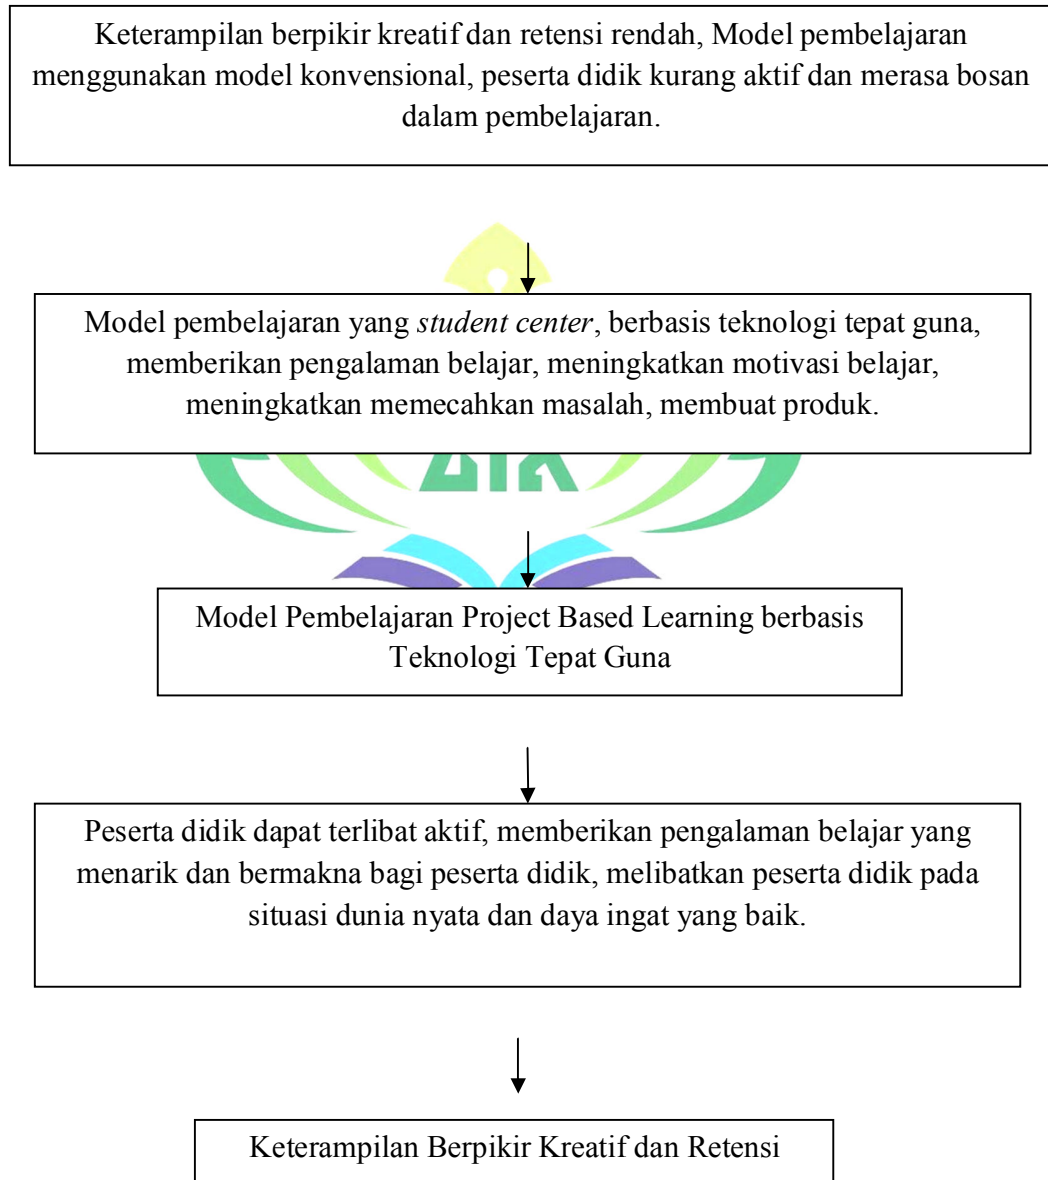 Keterampilan berpikir kreatif dan retensi rendah, Model pembelajaran
menggunakan model konvensional, peserta didik kurang aktif dan merasa bosan
dalam pembelajaran.
Model pembelajaran yang student center, berbasis teknologi tepat guna,
memberikan pengalaman belajar, meningkatkan motivasi belajar,
meningkatkan memecahkan masalah, membuat produk.
Model Pembelajaran Project Based Learning berbasis
Teknologi Tepat Guna
Peserta didik dapat terlibat aktif, memberikan pengalaman belajar yang
menarik dan bermakna bagi peserta didik, melibatkan peserta didik pada
situasi dunia nyata dan daya ingat yang baik.
Keterampilan Berpikir Kreatif dan Retensi